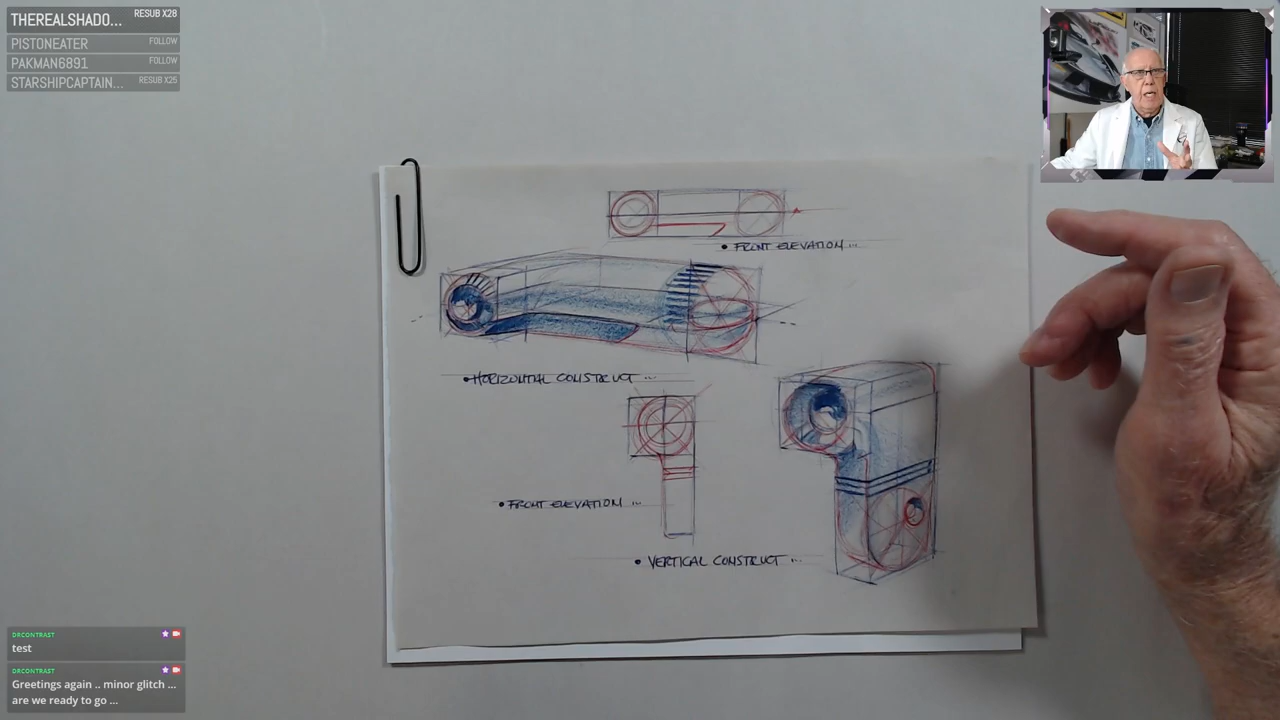 THEREALSHADO... RESUB X28
PISTONEATER FOLLOW
PAKMAN6891 FOLLOW
STARSHIPCAPTAIN... RESUB X25
• FRONT ELEVATION ...
• HORIZONTAL CONSTRUCT ...
• FRONT ELEVATION ...
• VERTICAL CONSTRUCT ...
DRCONTRAST
test
DRCONTRAST
Greetings again .. minor glitch ...
are we ready to go ...